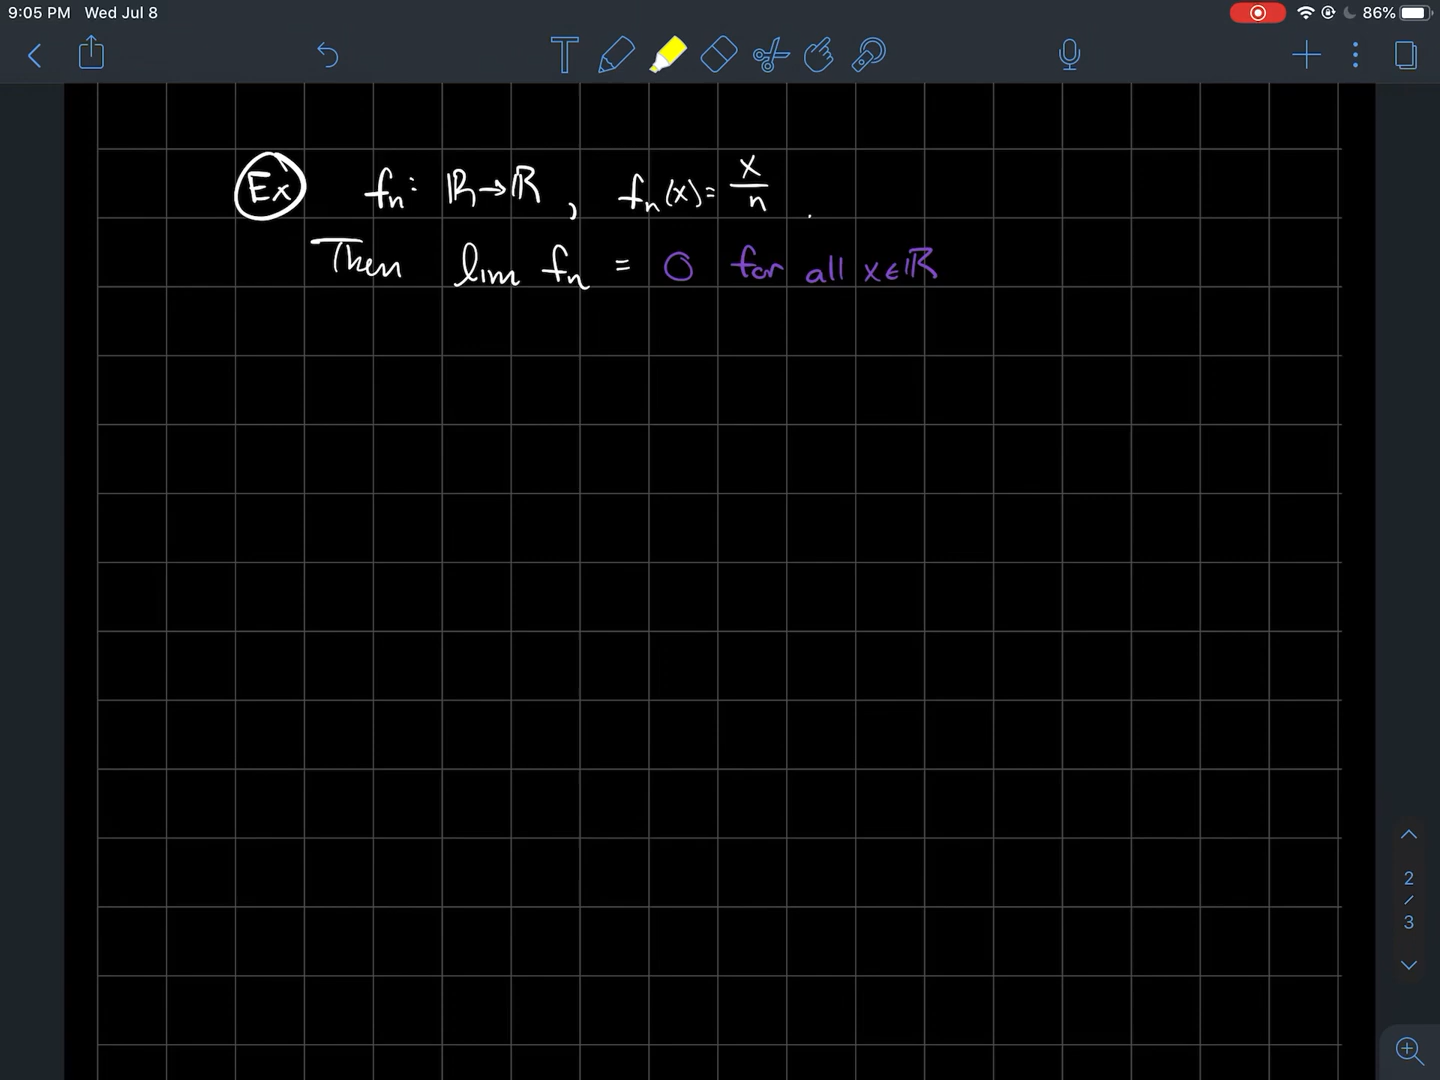 9:05 PM Wed Jul 8 86%
T
Ex fn: ℝ→ℝ, fn(x)= x/n .
Then lim fn = 0 for all x∈ℝ
2
/
3